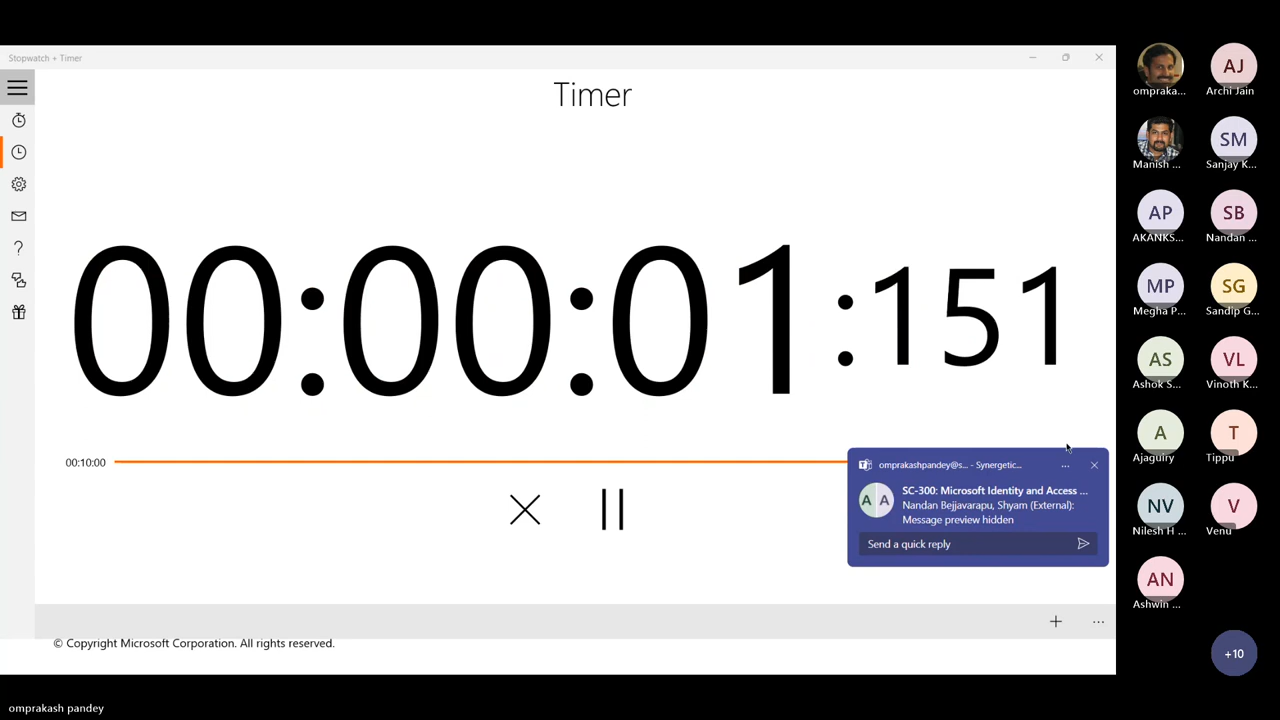 Stopwatch + Timer
Timer
00:00:01:151
00:10:00
omprakashpandey@s... - Synergetic...
SC-300: Microsoft Identity and Access ...
Nandan Bejjavarapu, Shyam (External):
Message preview hidden
Send a quick reply
© Copyright Microsoft Corporation. All rights reserved.
omprakash pandey
ompraka...
AJ
Archi Jain
Manish ...
SM
Sanjay K...
AP
AKANKS...
SB
Nandan ...
MP
Megha P...
SG
Sandip G...
AS
Ashok S...
VL
Vinoth K...
A
Ajaguiry
T
Tippu
NV
Nilesh H ...
V
Venu
AN
Ashwin ...
+10
A A